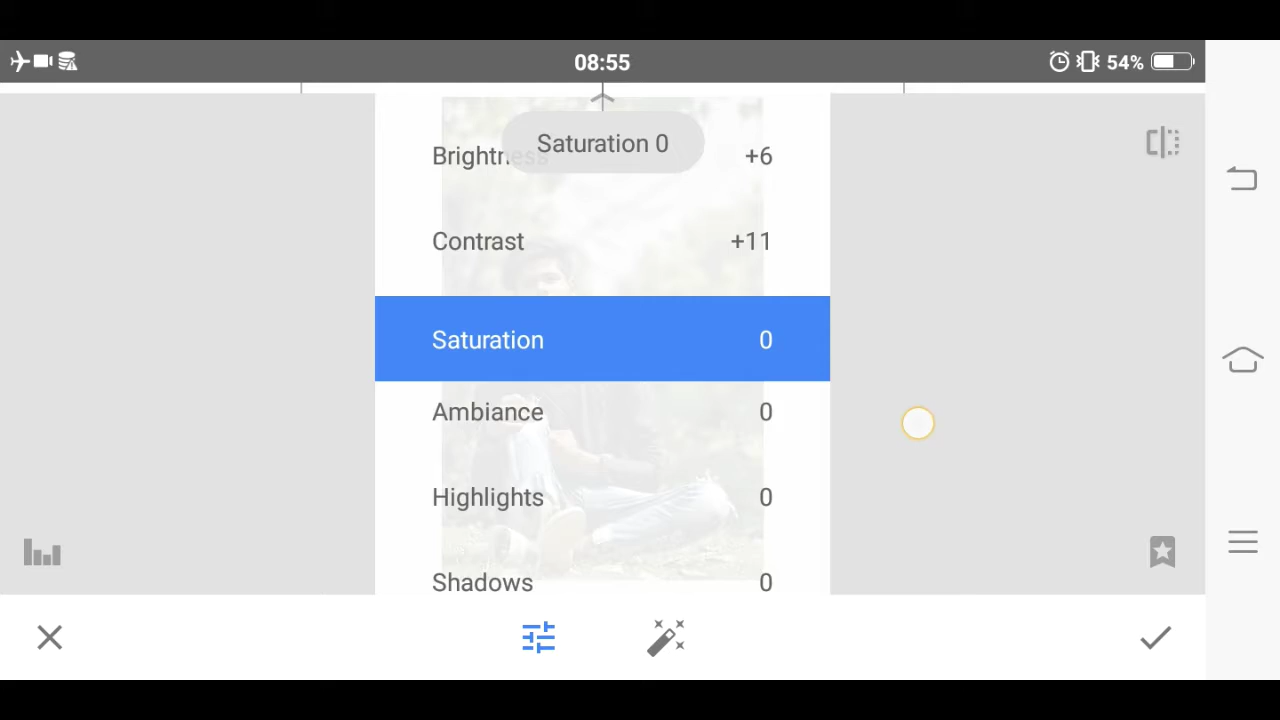 08:55
54%
Saturation 0
Brightness +6
Contrast +11
Saturation 0
Ambiance 0
Highlights 0
Shadows 0